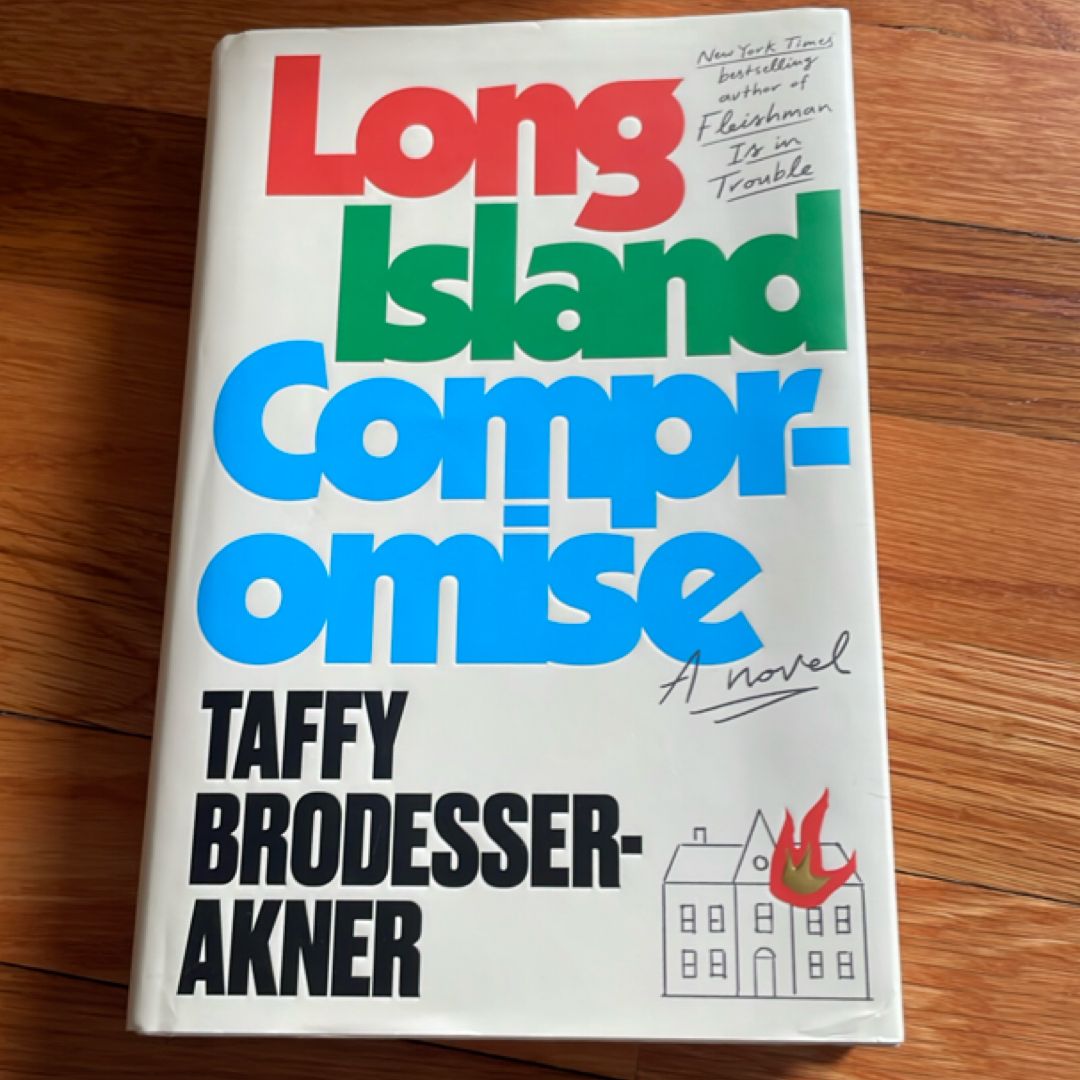 Long
Island
Compr-
omise
New York Times
bestselling
author of
Fleishman
Is in
Trouble
A novel
TAFFY
BRODESSER-
AKNER